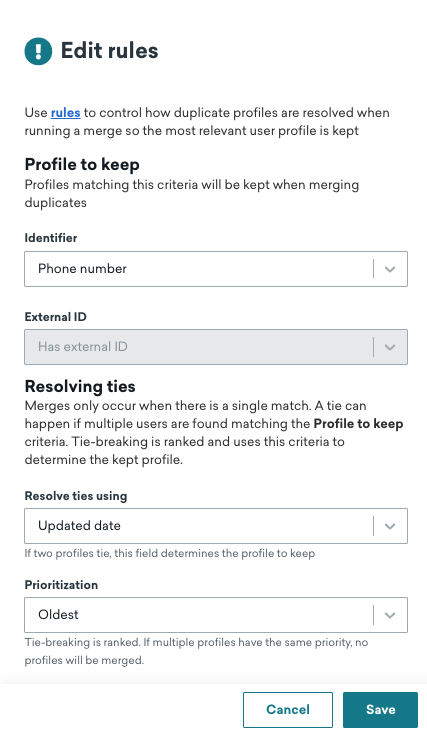 Edit rules
Use rules to control how duplicate profiles are resolved when
running a merge so the most relevant user profile is kept
Profile to keep
Profiles matching this criteria will be kept when merging
duplicates
Identifier
Phone number
External ID
Has external ID
Resolving ties
Merges only occur when there is a single match. A tie can
happen if multiple users are found matching the Profile to keep
criteria. Tie-breaking is ranked and uses this criteria to
determine the kept profile.
Resolve ties using
Updated date
If two profiles tie, this field determines the profile to keep
Prioritization
Oldest
Tie-breaking is ranked. If multiple profiles have the same priority, no
profiles will be merged.
Cancel Save